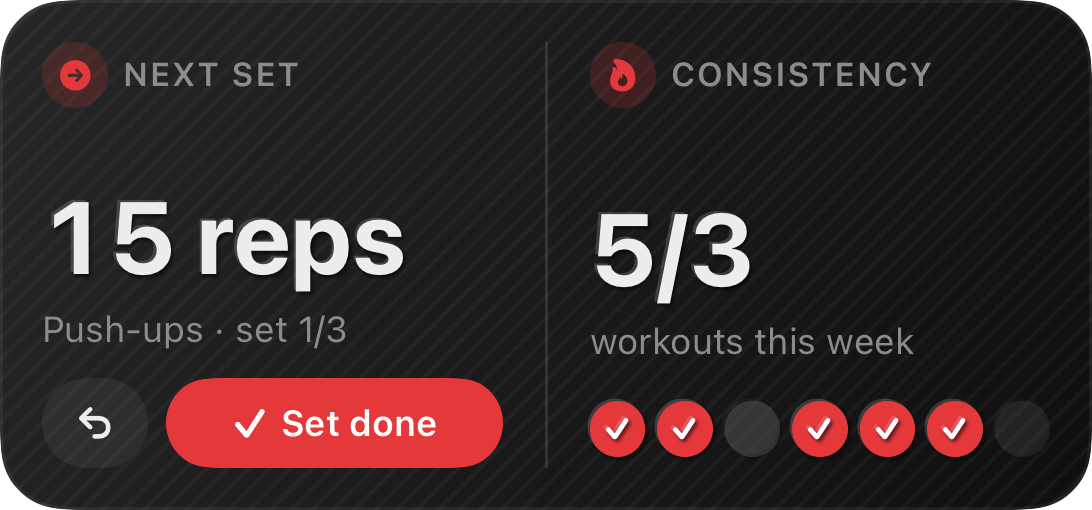 NEXT SET
15 reps
Push-ups · set 1/3
Set done
CONSISTENCY
5/3
workouts this week